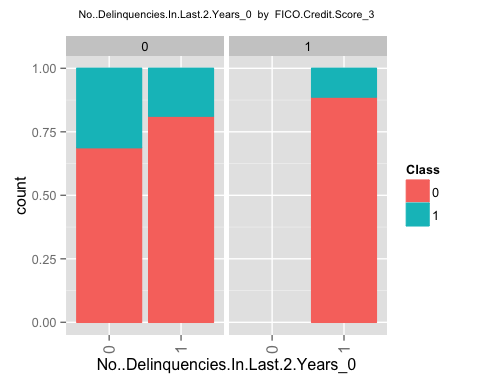 No..Delinquencies.In.Last.2.Years_0 by FICO.Credit.Score_3
0 1
1.00
0.75
0.50
0.25
0.00
count
0 1 0 1
No..Delinquencies.In.Last.2.Years_0
Class
0
1